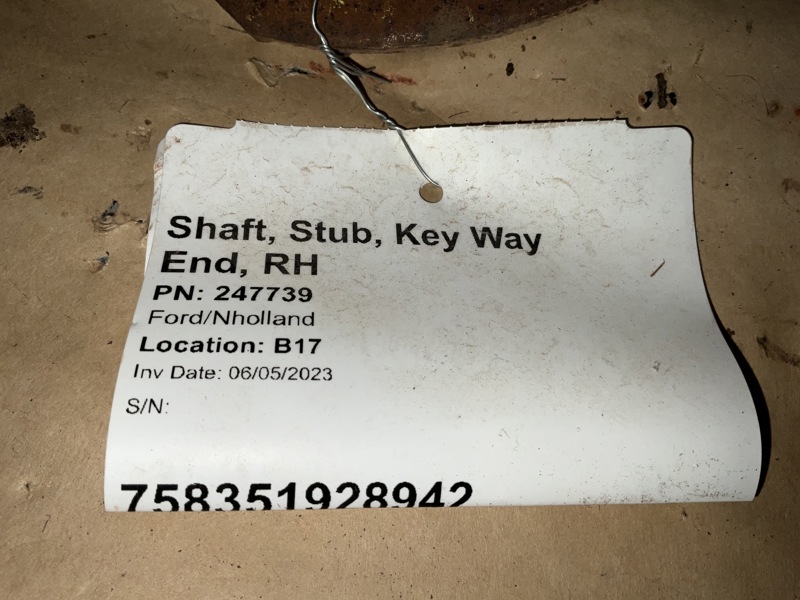 Shaft, Stub, Key Way
End, RH
PN: 247739
Ford/Nholland
Location: B17
Inv Date: 06/05/2023
S/N:
758351928942